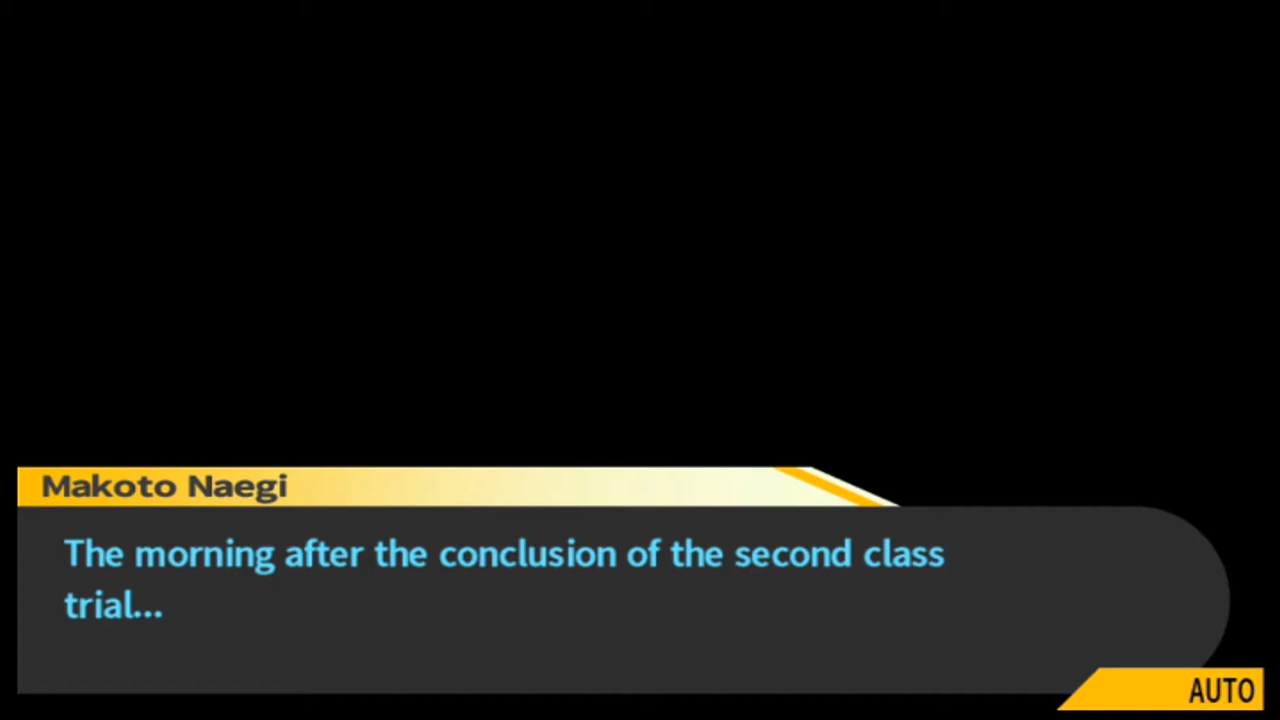 Makoto Naegi
The morning after the conclusion of the second class
trial...
AUTO